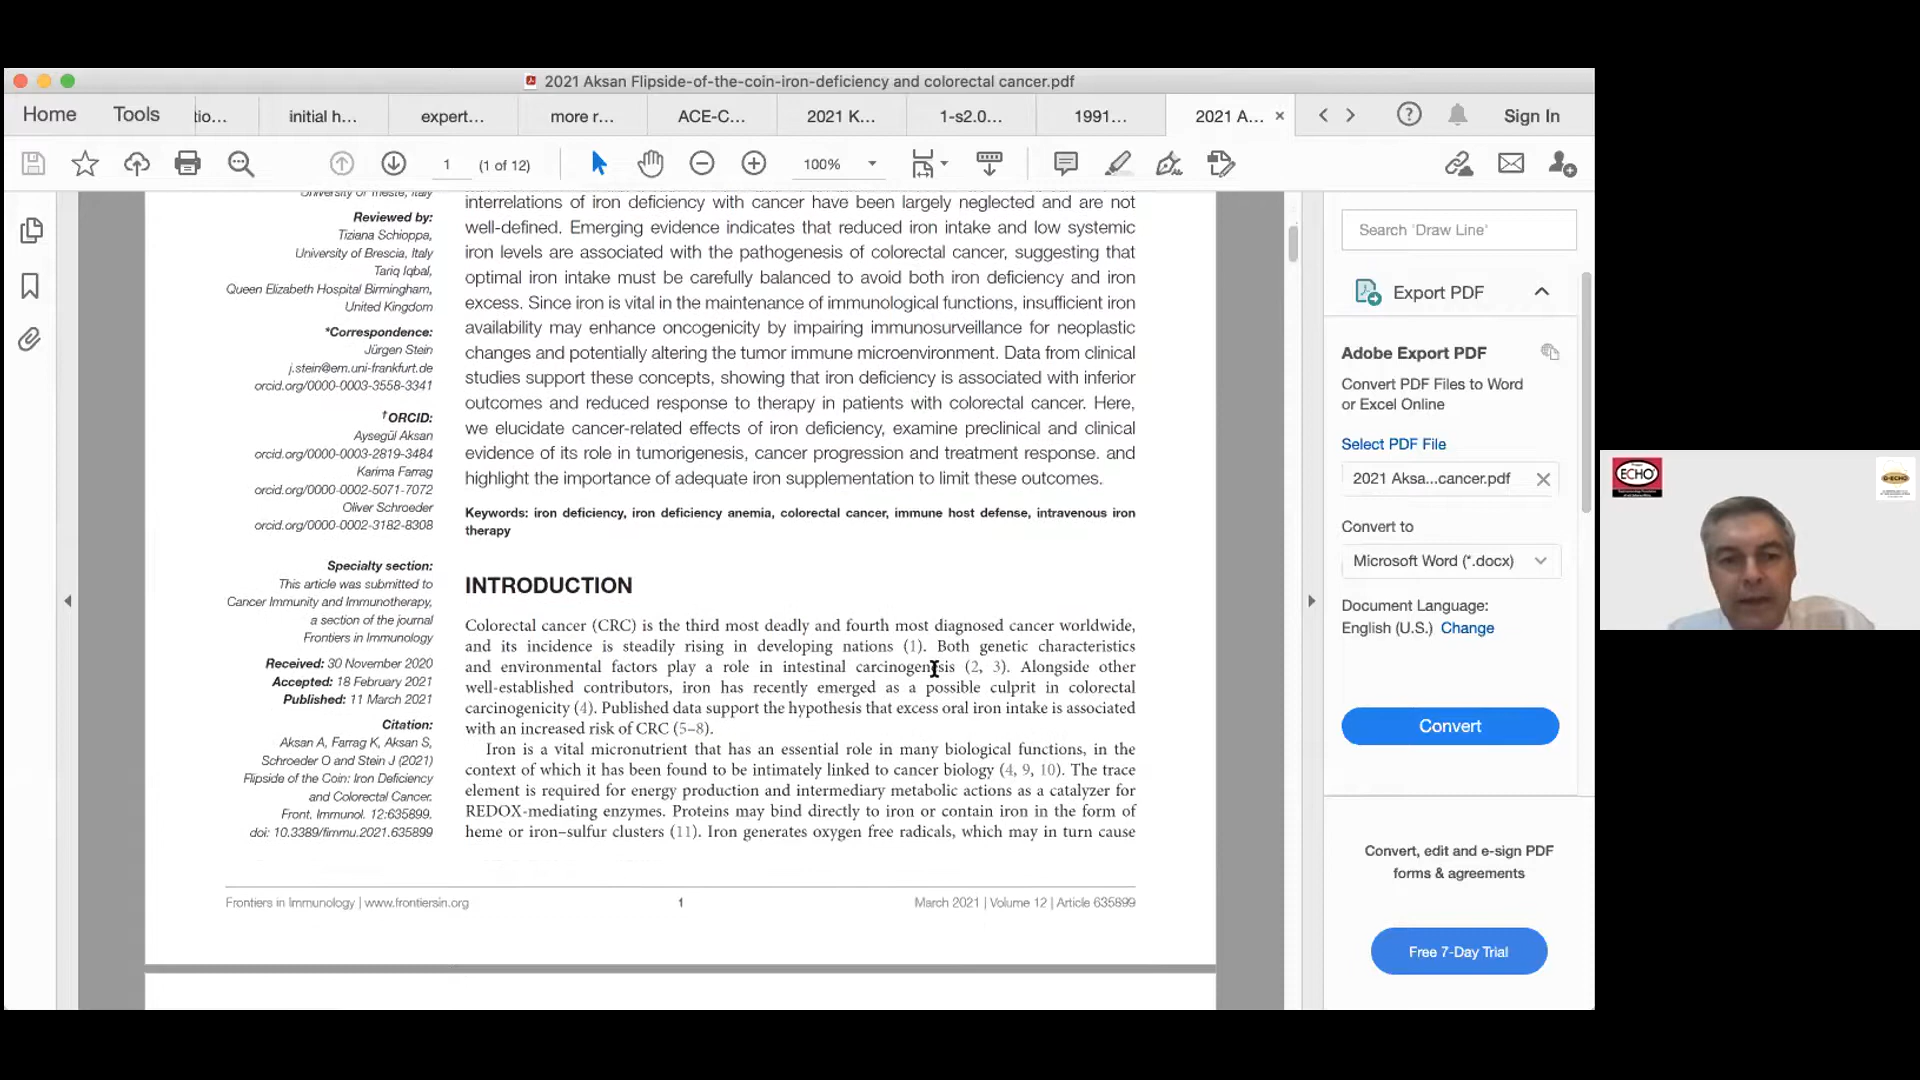 2021 Aksan Flipside-of-the-coin-iron-deficiency and colorectal cancer.pdf
Home Tools tio... initial h... expert... more r... ACE-C... 2021 K... 1-s2.0... 1991... 2021 A... × Sign In
1 (1 of 12) 100%
University of Trieste, Italy
Reviewed by:
Tiziana Schioppa,
University of Brescia, Italy
Tariq Iqbal,
Queen Elizabeth Hospital Birmingham,
United Kingdom
*Correspondence:
Jürgen Stein
j.stein@em.uni-frankfurt.de
orcid.org/0000-0003-3558-3341
†ORCID:
Aysegül Aksan
orcid.org/0000-0003-2819-3484
Karima Farrag
orcid.org/0000-0002-5071-7072
Oliver Schroeder
orcid.org/0000-0002-3182-8308
Specialty section:
This article was submitted to
Cancer Immunity and Immunotherapy,
a section of the journal
Frontiers in Immunology
Received: 30 November 2020
Accepted: 18 February 2021
Published: 11 March 2021
Citation:
Aksan A, Farrag K, Aksan S,
Schroeder O and Stein J (2021)
Flipside of the Coin: Iron Deficiency
and Colorectal Cancer.
Front. Immunol. 12:635899.
doi: 10.3389/fimmu.2021.635899
interrelations of iron deficiency with cancer have been largely neglected and are not
well-defined. Emerging evidence indicates that reduced iron intake and low systemic
iron levels are associated with the pathogenesis of colorectal cancer, suggesting that
optimal iron intake must be carefully balanced to avoid both iron deficiency and iron
excess. Since iron is vital in the maintenance of immunological functions, insufficient iron
availability may enhance oncogenicity by impairing immunosurveillance for neoplastic
changes and potentially altering the tumor immune microenvironment. Data from clinical
studies support these concepts, showing that iron deficiency is associated with inferior
outcomes and reduced response to therapy in patients with colorectal cancer. Here,
we elucidate cancer-related effects of iron deficiency, examine preclinical and clinical
evidence of its role in tumorigenesis, cancer progression and treatment response. and
highlight the importance of adequate iron supplementation to limit these outcomes.
Keywords: iron deficiency, iron deficiency anemia, colorectal cancer, immune host defense, intravenous iron
therapy
INTRODUCTION
Colorectal cancer (CRC) is the third most deadly and fourth most diagnosed cancer worldwide,
and its incidence is steadily rising in developing nations (1). Both genetic characteristics
and environmental factors play a role in intestinal carcinogenesis (2, 3). Alongside other
well-established contributors, iron has recently emerged as a possible culprit in colorectal
carcinogenicity (4). Published data support the hypothesis that excess oral iron intake is associated
with an increased risk of CRC (5–8).
Iron is a vital micronutrient that has an essential role in many biological functions, in the
context of which it has been found to be intimately linked to cancer biology (4, 9, 10). The trace
element is required for energy production and intermediary metabolic actions as a catalyzer for
REDOX-mediating enzymes. Proteins may bind directly to iron or contain iron in the form of
heme or iron–sulfur clusters (11). Iron generates oxygen free radicals, which may in turn cause
Frontiers in Immunology | www.frontiersin.org 1 March 2021 | Volume 12 | Article 635899
Search 'Draw Line'
Export PDF
Adobe Export PDF
Convert PDF Files to Word
or Excel Online
Select PDF File
2021 Aksa...cancer.pdf
Convert to
Microsoft Word (*.docx)
Document Language:
English (U.S.) Change
Convert
Convert, edit and e-sign PDF
forms & agreements
Free 7-Day Trial
ECHO